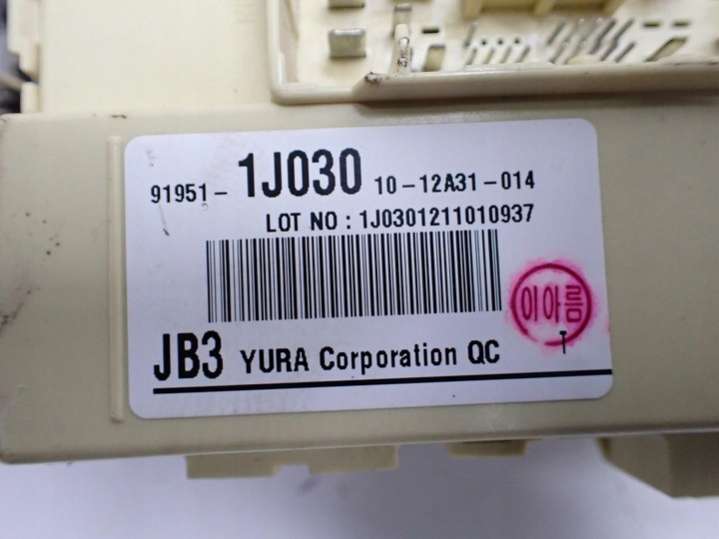 91951-1J030 10-12A31-014
LOT NO : 1J0301211010937
이아름
T
JB3 YURA Corporation QC